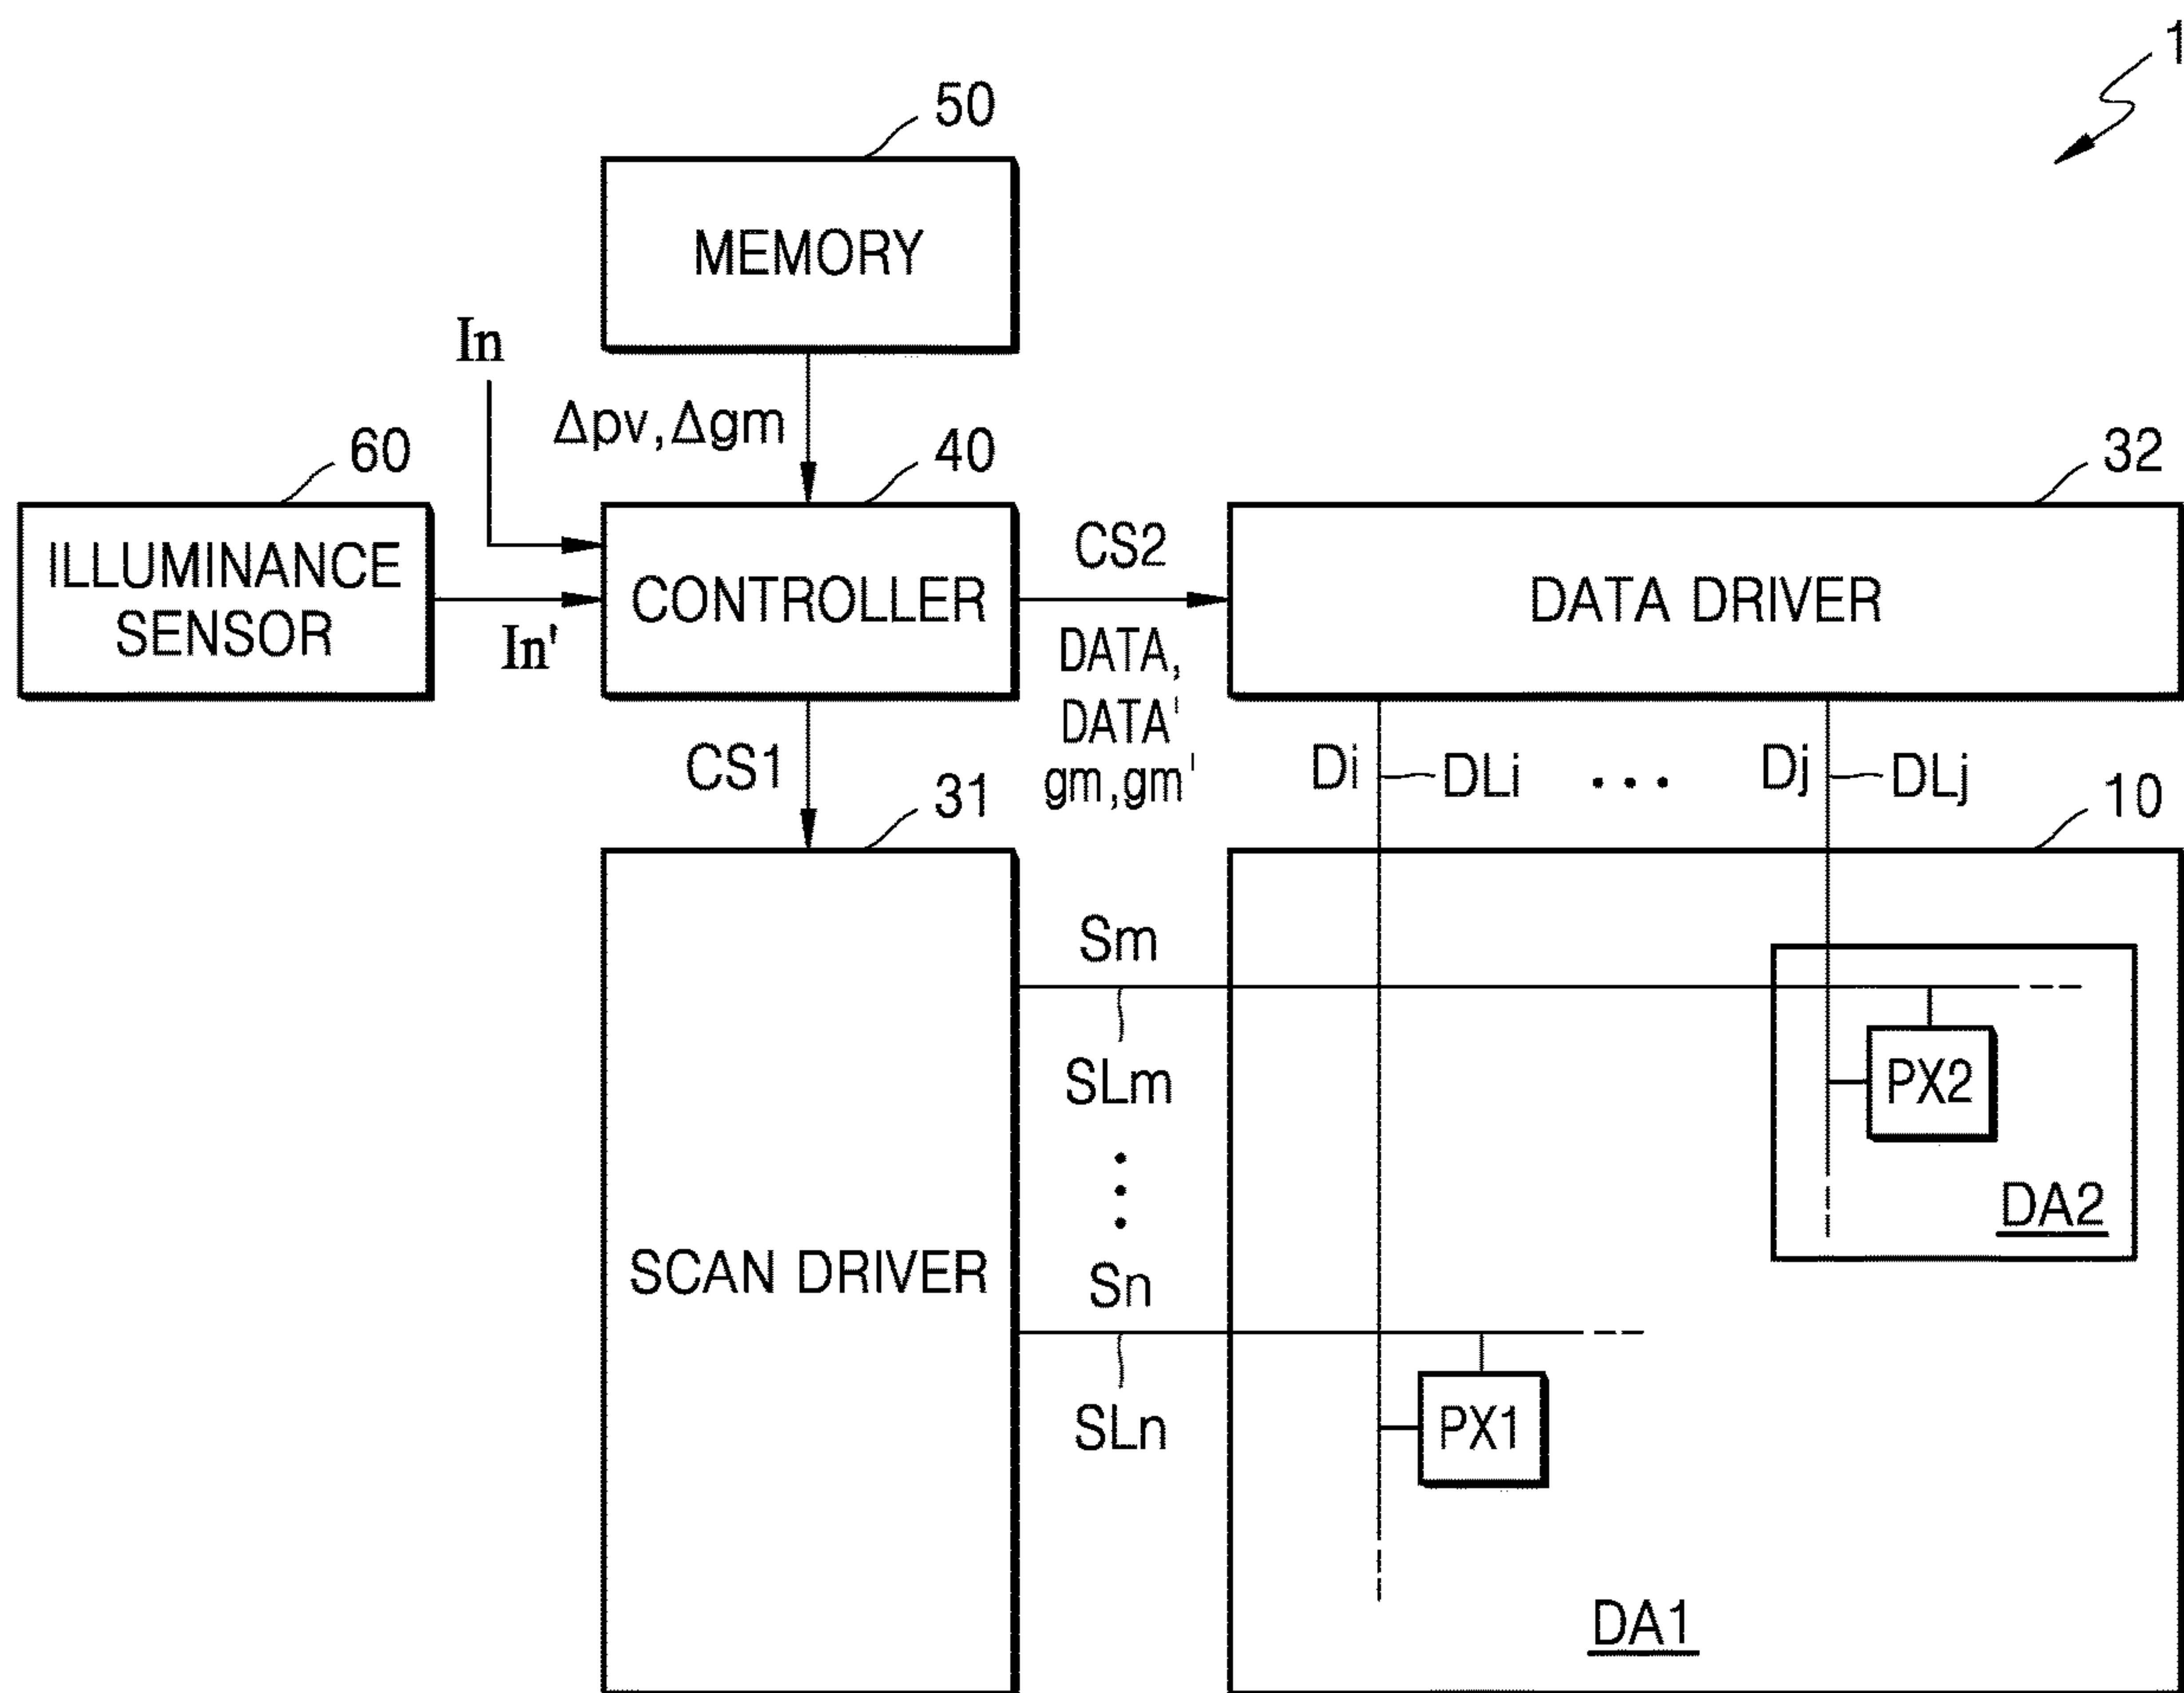 1
50
MEMORY
In
Δpv,Δgm
60
40
32
ILLUMINANCE
SENSOR
In'
CONTROLLER
CS2
DATA,
DATA'
gm,gm'
DATA DRIVER
CS1
31
Di
DLi
...
Dj
DLj
10
SCAN DRIVER
Sm
SLm
Sn
SLn
PX2
DA2
PX1
DA1